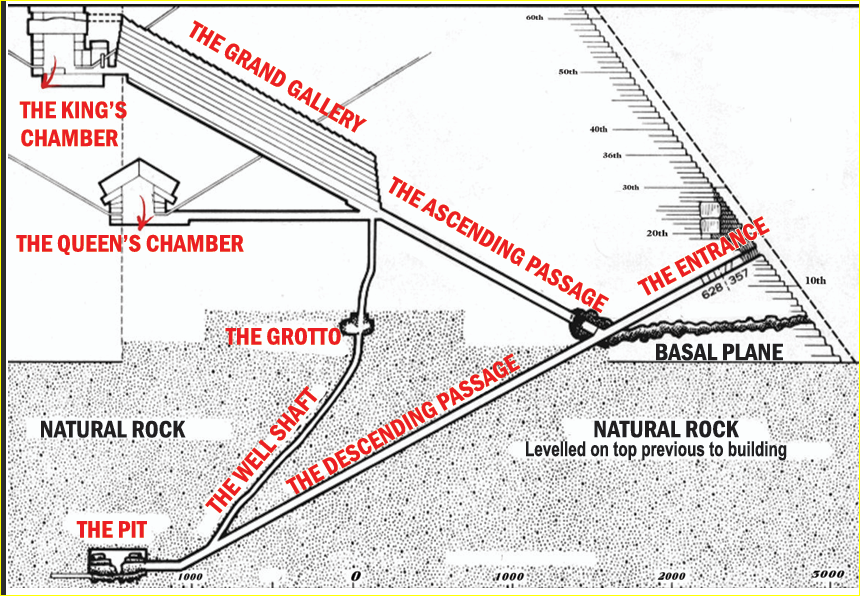 60th
THE GRAND GALLERY
50th
THE KING'S
CHAMBER
40th
36th
30th
THE ASCENDING PASSAGE
20th
THE ENTRANCE
THE QUEEN'S CHAMBER
10th
628 357
THE GROTTO
BASAL PLANE
THE WELL SHAFT
THE DESCENDING PASSAGE
NATURAL ROCK
NATURAL ROCK
Levelled on top previous to building
THE PIT
1000
0
1000
2000
3000